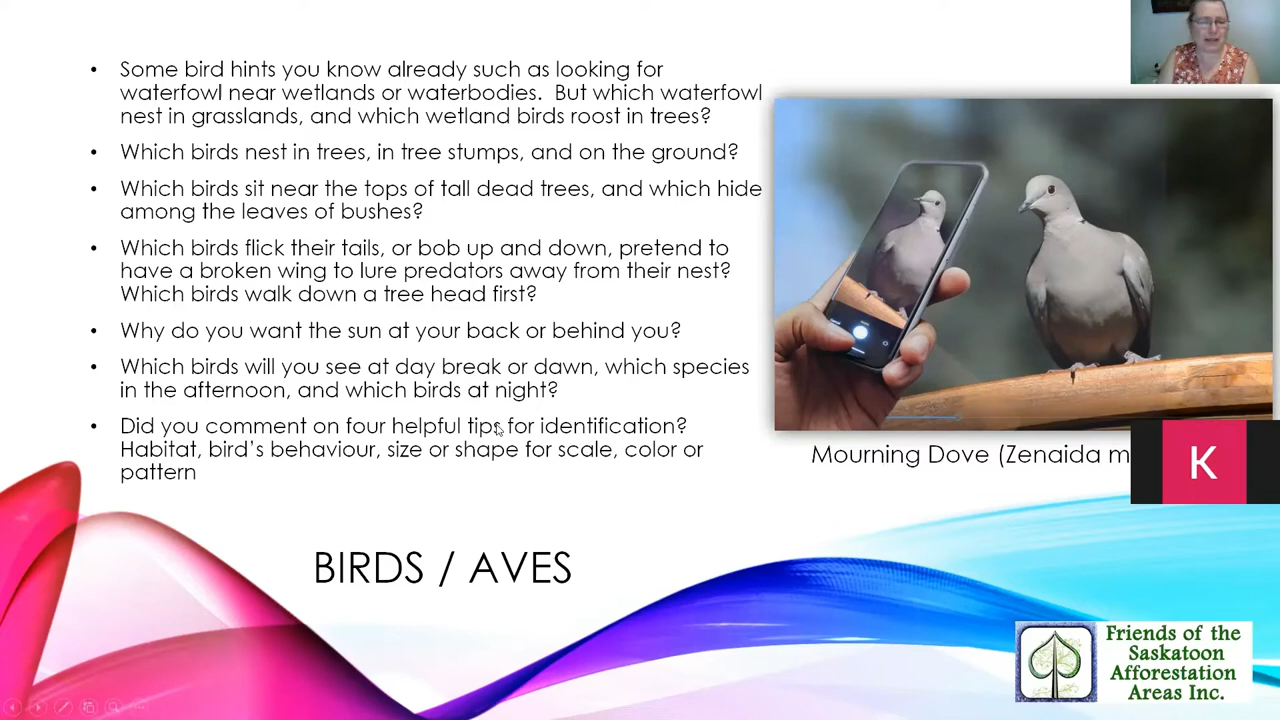 • Some bird hints you know already such as looking for
waterfowl near wetlands or waterbodies.  But which waterfowl
nest in grasslands, and which wetland birds roost in trees?
• Which birds nest in trees, in tree stumps, and on the ground?
• Which birds sit near the tops of tall dead trees, and which hide
among the leaves of bushes?
• Which birds flick their tails, or bob up and down, pretend to
have a broken wing to lure predators away from their nest?
Which birds walk down a tree head first?
• Why do you want the sun at your back or behind you?
• Which birds will you see at day break or dawn, which species
in the afternoon, and which birds at night?
• Did you comment on four helpful tips for identification?
Habitat, bird's behaviour, size or shape for scale, color or
pattern
Mourning Dove (Zenaida m
K
BIRDS / AVES
Friends of the
Saskatoon
Afforestation
Areas Inc.